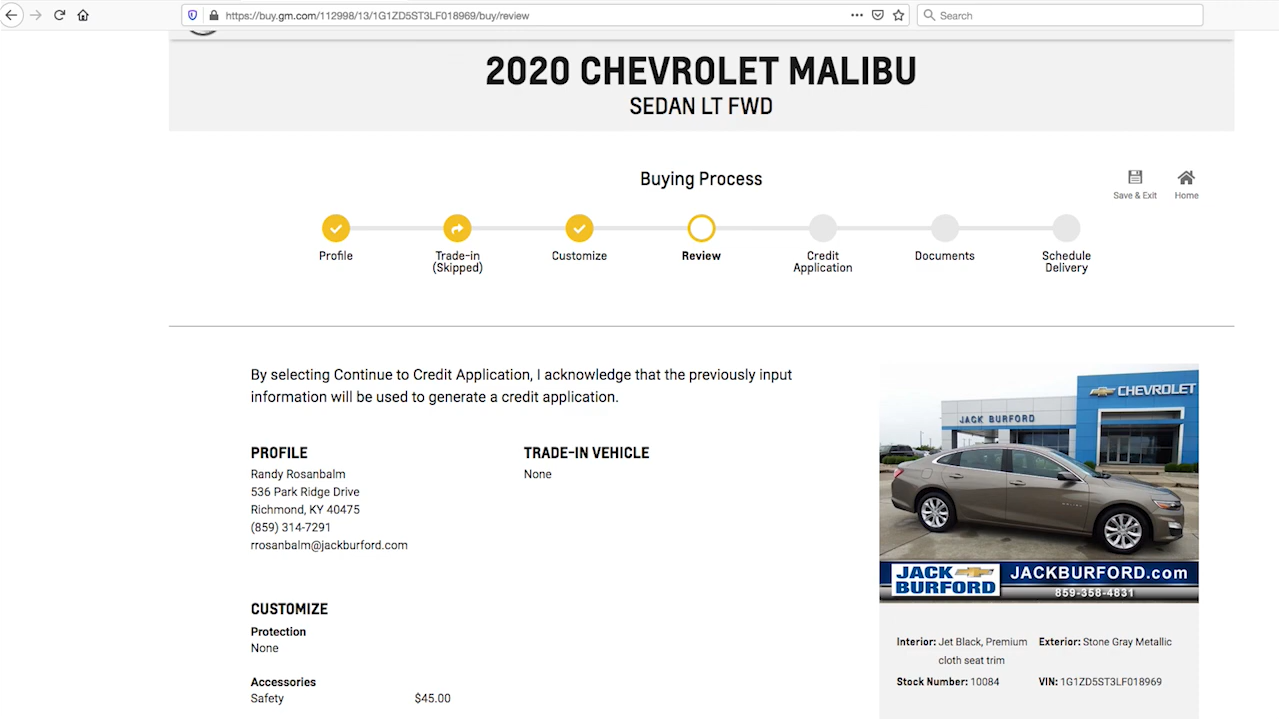 https://buy.gm.com/112998/13/1G1ZD5ST3LF018969/buy/review
Search
2020 CHEVROLET MALIBU
SEDAN LT FWD
Buying Process
Save & Exit
Home
Profile
Trade-in
(Skipped)
Customize
Review
Credit
Application
Documents
Schedule
Delivery
By selecting Continue to Credit Application, I acknowledge that the previously input
information will be used to generate a credit application.
PROFILE
Randy Rosanbalm
536 Park Ridge Drive
Richmond, KY 40475
(859) 314-7291
rrosanbalm@jackburford.com
TRADE-IN VEHICLE
None
CUSTOMIZE
Protection
None
Accessories
Safety $45.00
CHEVROLET
JACK BURFORD
JACK
BURFORD
JACKBURFORD.com
859-358-4831
Interior: Jet Black, Premium
cloth seat trim
Exterior: Stone Gray Metallic
Stock Number: 10084
VIN: 1G1ZD5ST3LF018969